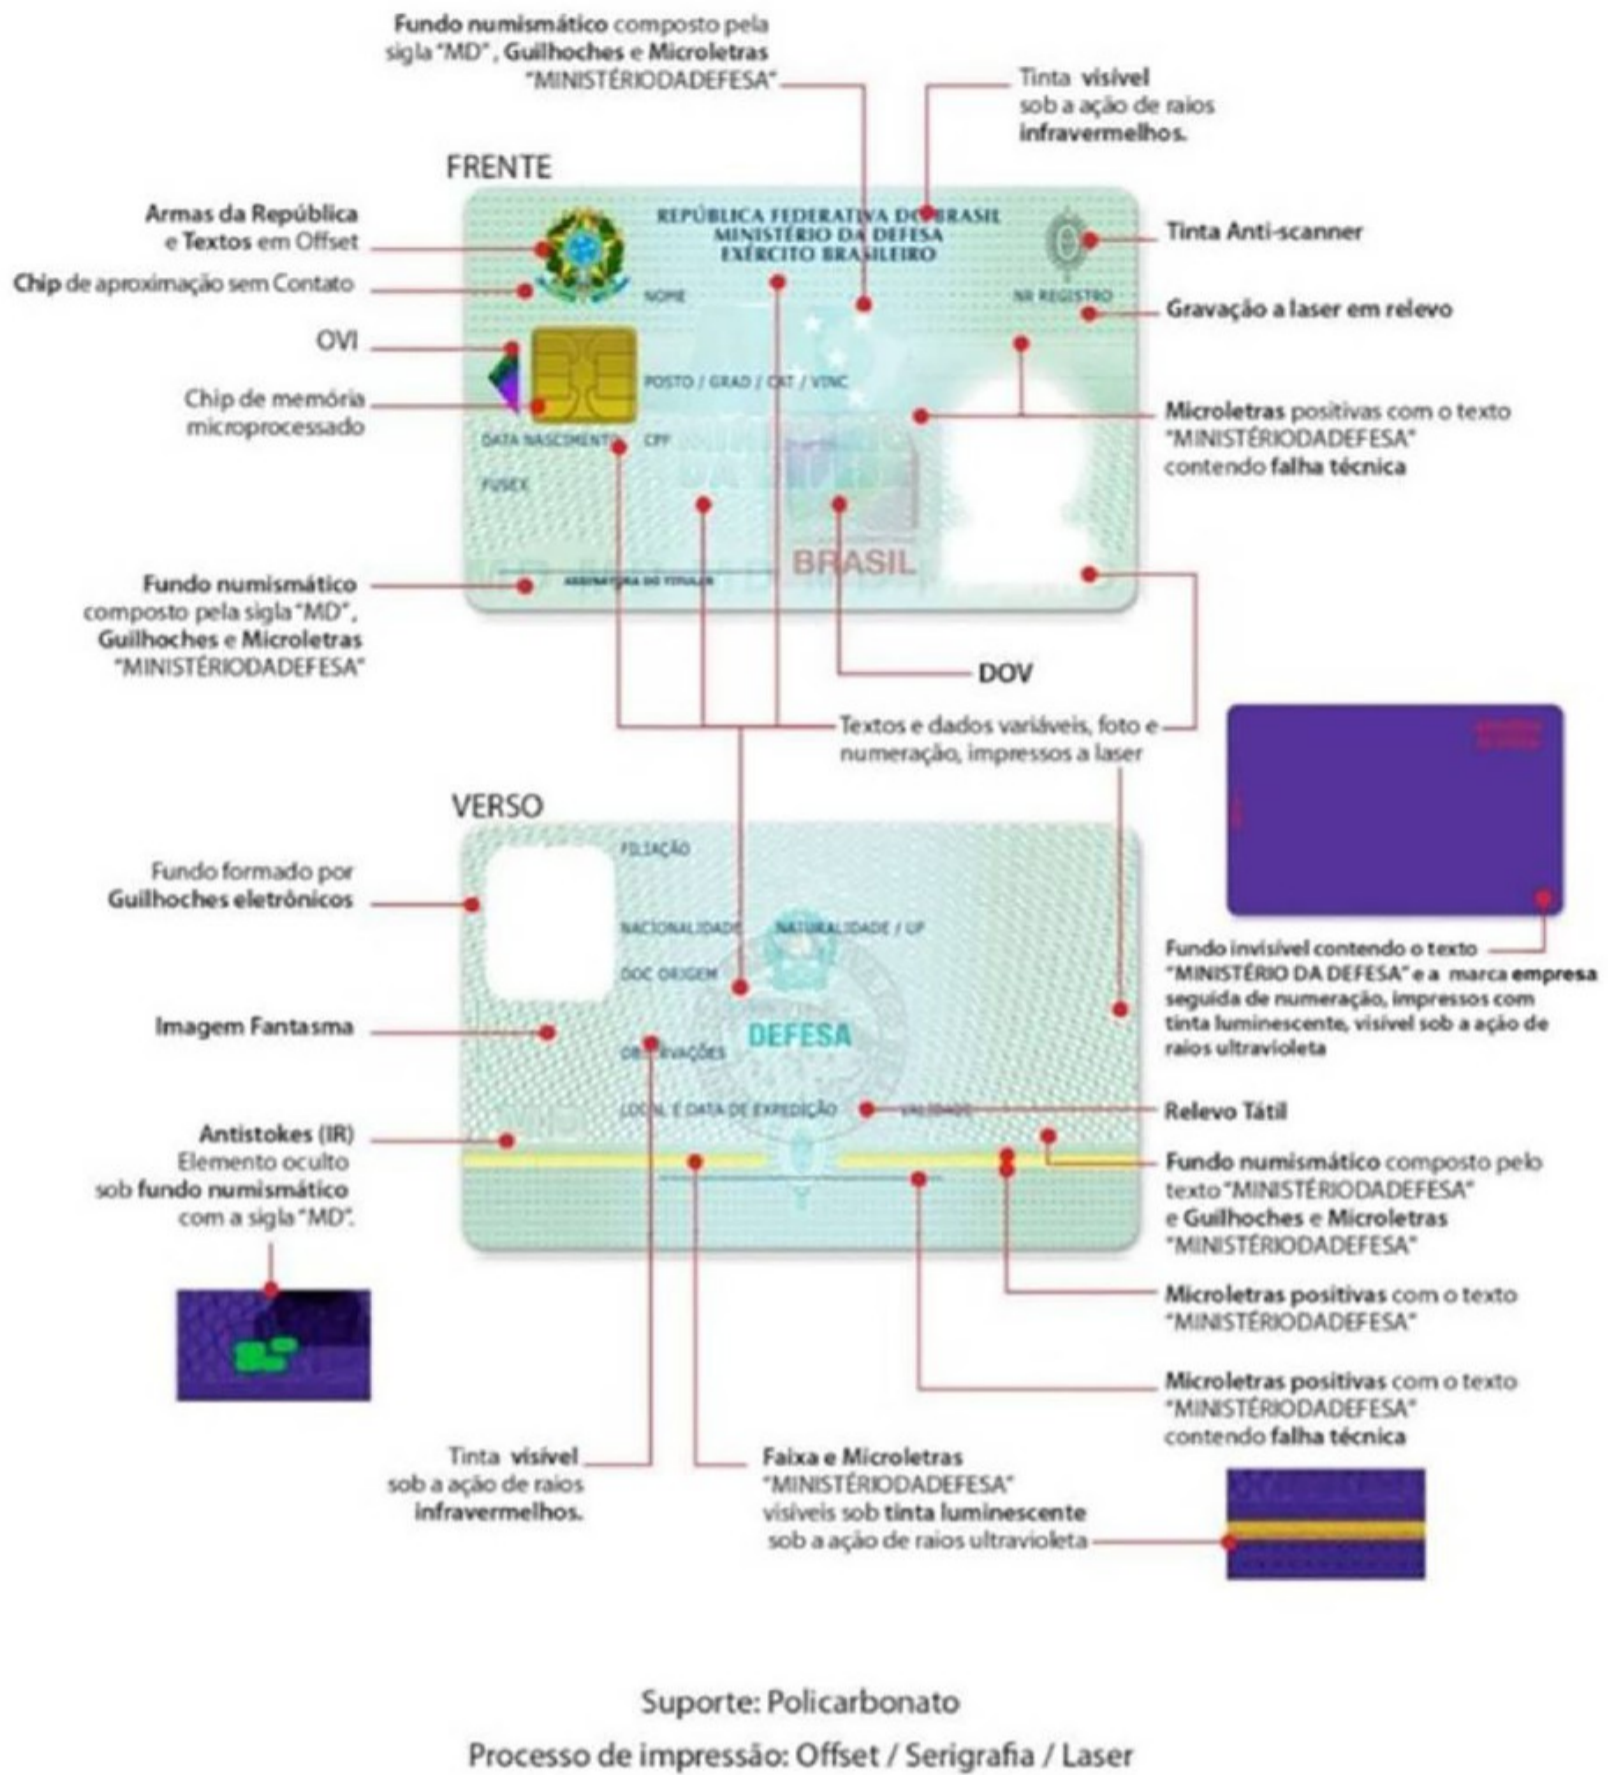 Fundo numismático composto pela
sigla "MD", Guilhoches e Microletras
"MINISTÉRIODADEFESA"
Tinta visível
sob a ação de raios
infravermelhos.
FRENTE
Armas da República
e Textos em Offset
Chip de aproximação sem Contato
OVI
Chip de memória
microprocessado
REPÚBLICA FEDERATIVA DO BRASIL
MINISTÉRIO DA DEFESA
EXÉRCITO BRASILEIRO
NOME
NR REGISTRO
POSTO / GRAD / CAT / VINC
DATA NASCIMENTO
CPF
FUSEX
MINISTÉRIO
DA DEFESA
BRASIL
ASSINATURA DO TITULAR
Tinta Anti-scanner
Gravação a laser em relevo
Microletras positivas com o texto
"MINISTÉRIODADEFESA"
contendo falha técnica
Fundo numismático
composto pela sigla "MD",
Guilhoches e Microletras
"MINISTÉRIODADEFESA"
DOV
Textos e dados variáveis, foto e
numeração, impressos a laser
VERSO
Fundo formado por
Guilhoches eletrônicos
Imagem Fantasma
Antistokes (IR)
Elemento oculto
sob fundo numismático
com a sigla "MD".
FILIAÇÃO
NACIONALIDADE
NATURALIDADE / UF
DOC ORIGEM
DEFESA
OBSERVAÇÕES
LOCAL E DATA DE EXPEDIÇÃO
VALIDADE
Fundo invisível contendo o texto
"MINISTÉRIO DA DEFESA" e a marca empresa
seguida de numeração, impressos com
tinta luminescente, visível sob a ação de
raios ultravioleta
Relevo Tátil
Fundo numismático composto pelo
texto "MINISTÉRIODADEFESA"
e Guilhoches e Microletras
"MINISTÉRIODADEFESA"
Microletras positivas com o texto
"MINISTÉRIODADEFESA"
Microletras positivas com o texto
"MINISTÉRIODADEFESA"
contendo falha técnica
Tinta visível
sob a ação de raios
infravermelhos.
Faixa e Microletras
"MINISTÉRIODADEFESA"
visíveis sob tinta luminescente
sob a ação de raios ultravioleta
Suporte: Policarbonato
Processo de impressão: Offset / Serigrafia / Laser